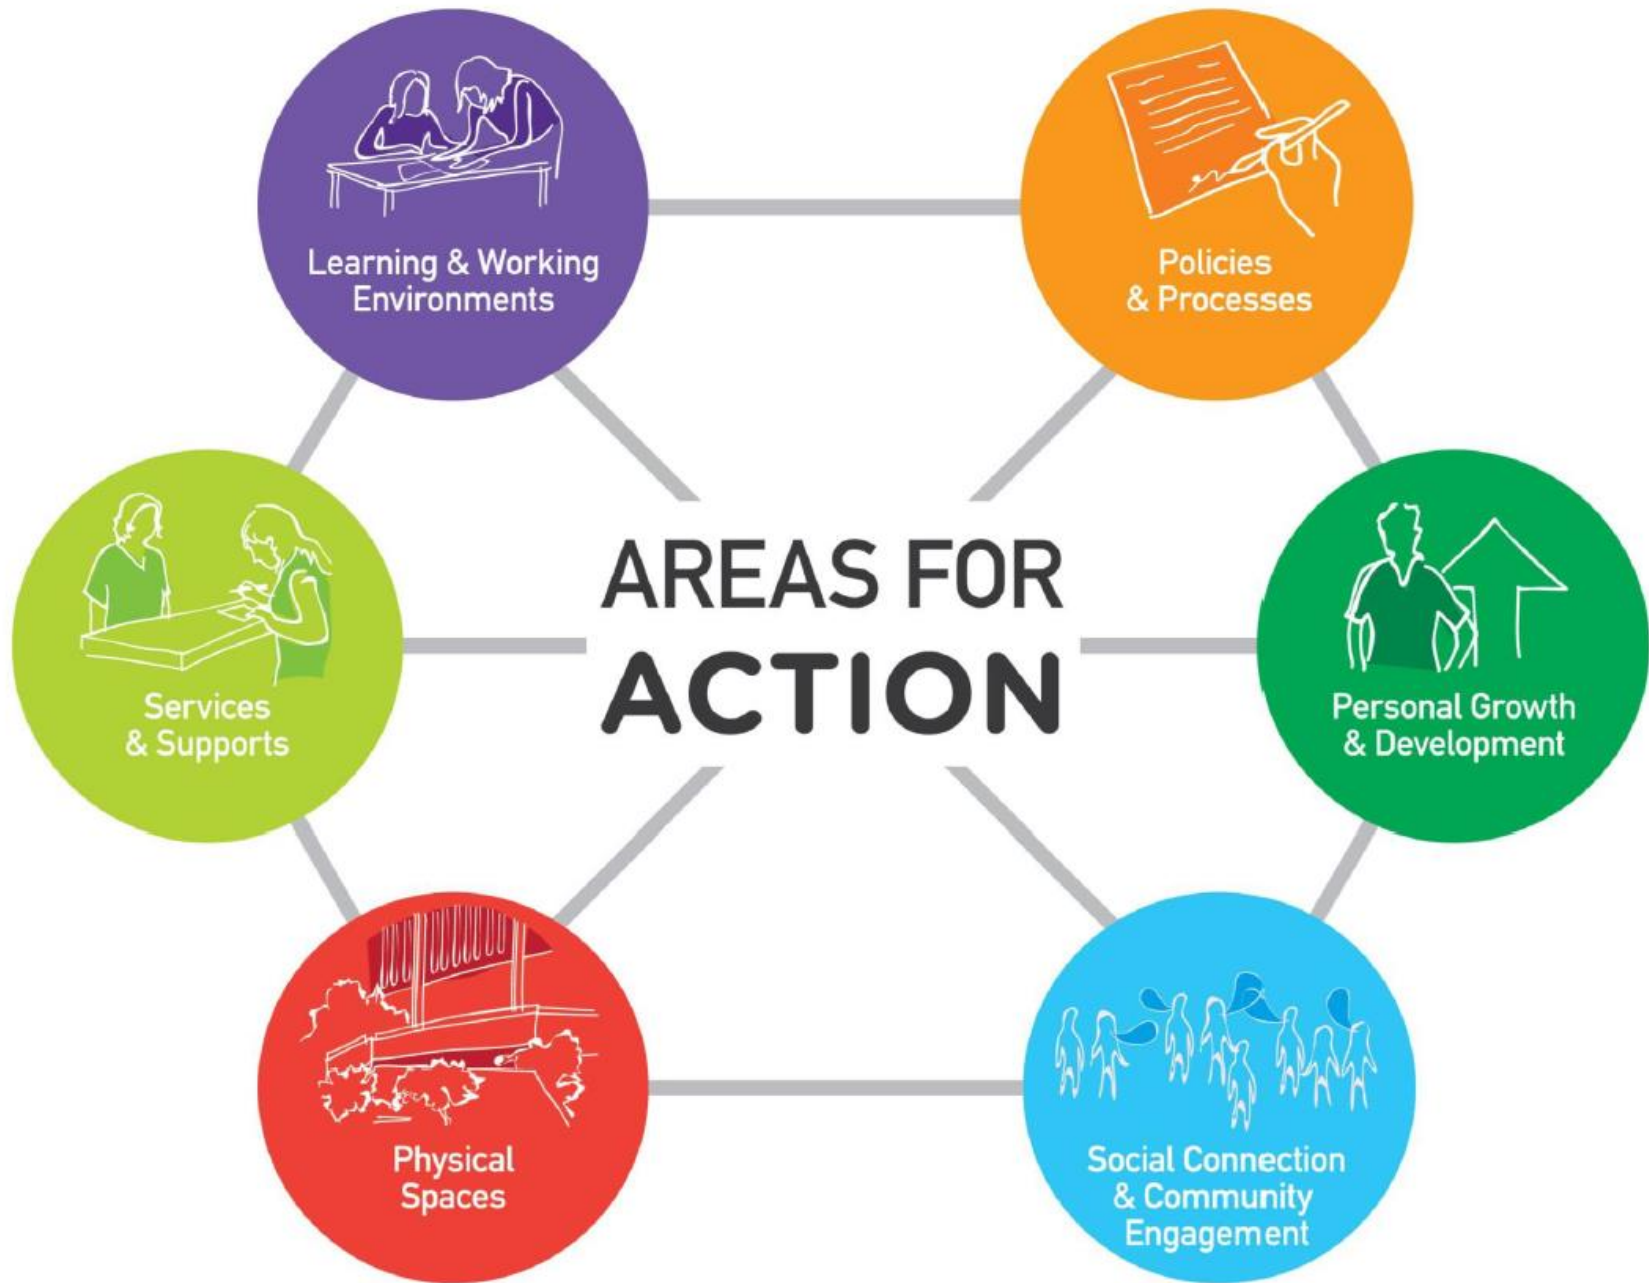 Learning & Working
Environments
Policies
& Processes
AREAS FOR
ACTION
Services
& Supports
Personal Growth
& Development
Physical
Spaces
Social Connection
& Community
Engagement